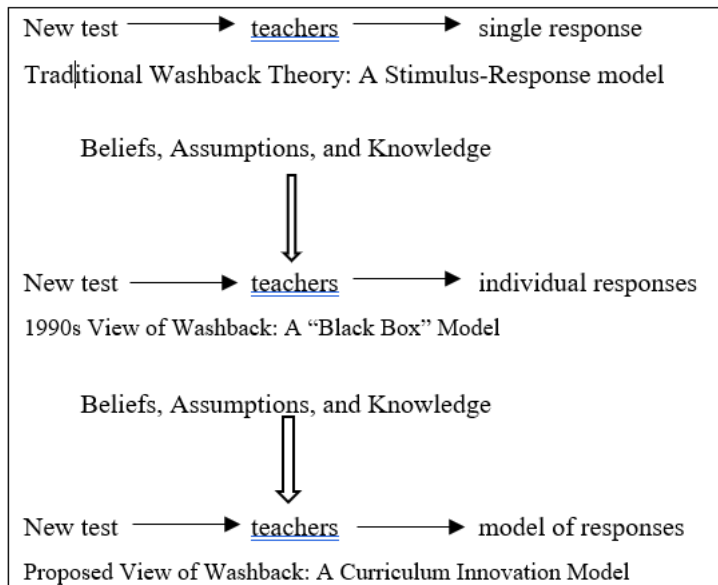 New test teachers single response
Traditional Washback Theory: A Stimulus-Response model
Beliefs, Assumptions, and Knowledge
New test teachers individual responses
1990s View of Washback: A “Black Box” Model
Beliefs, Assumptions, and Knowledge
New test teachers model of responses
Proposed View of Washback: A Curriculum Innovation Model